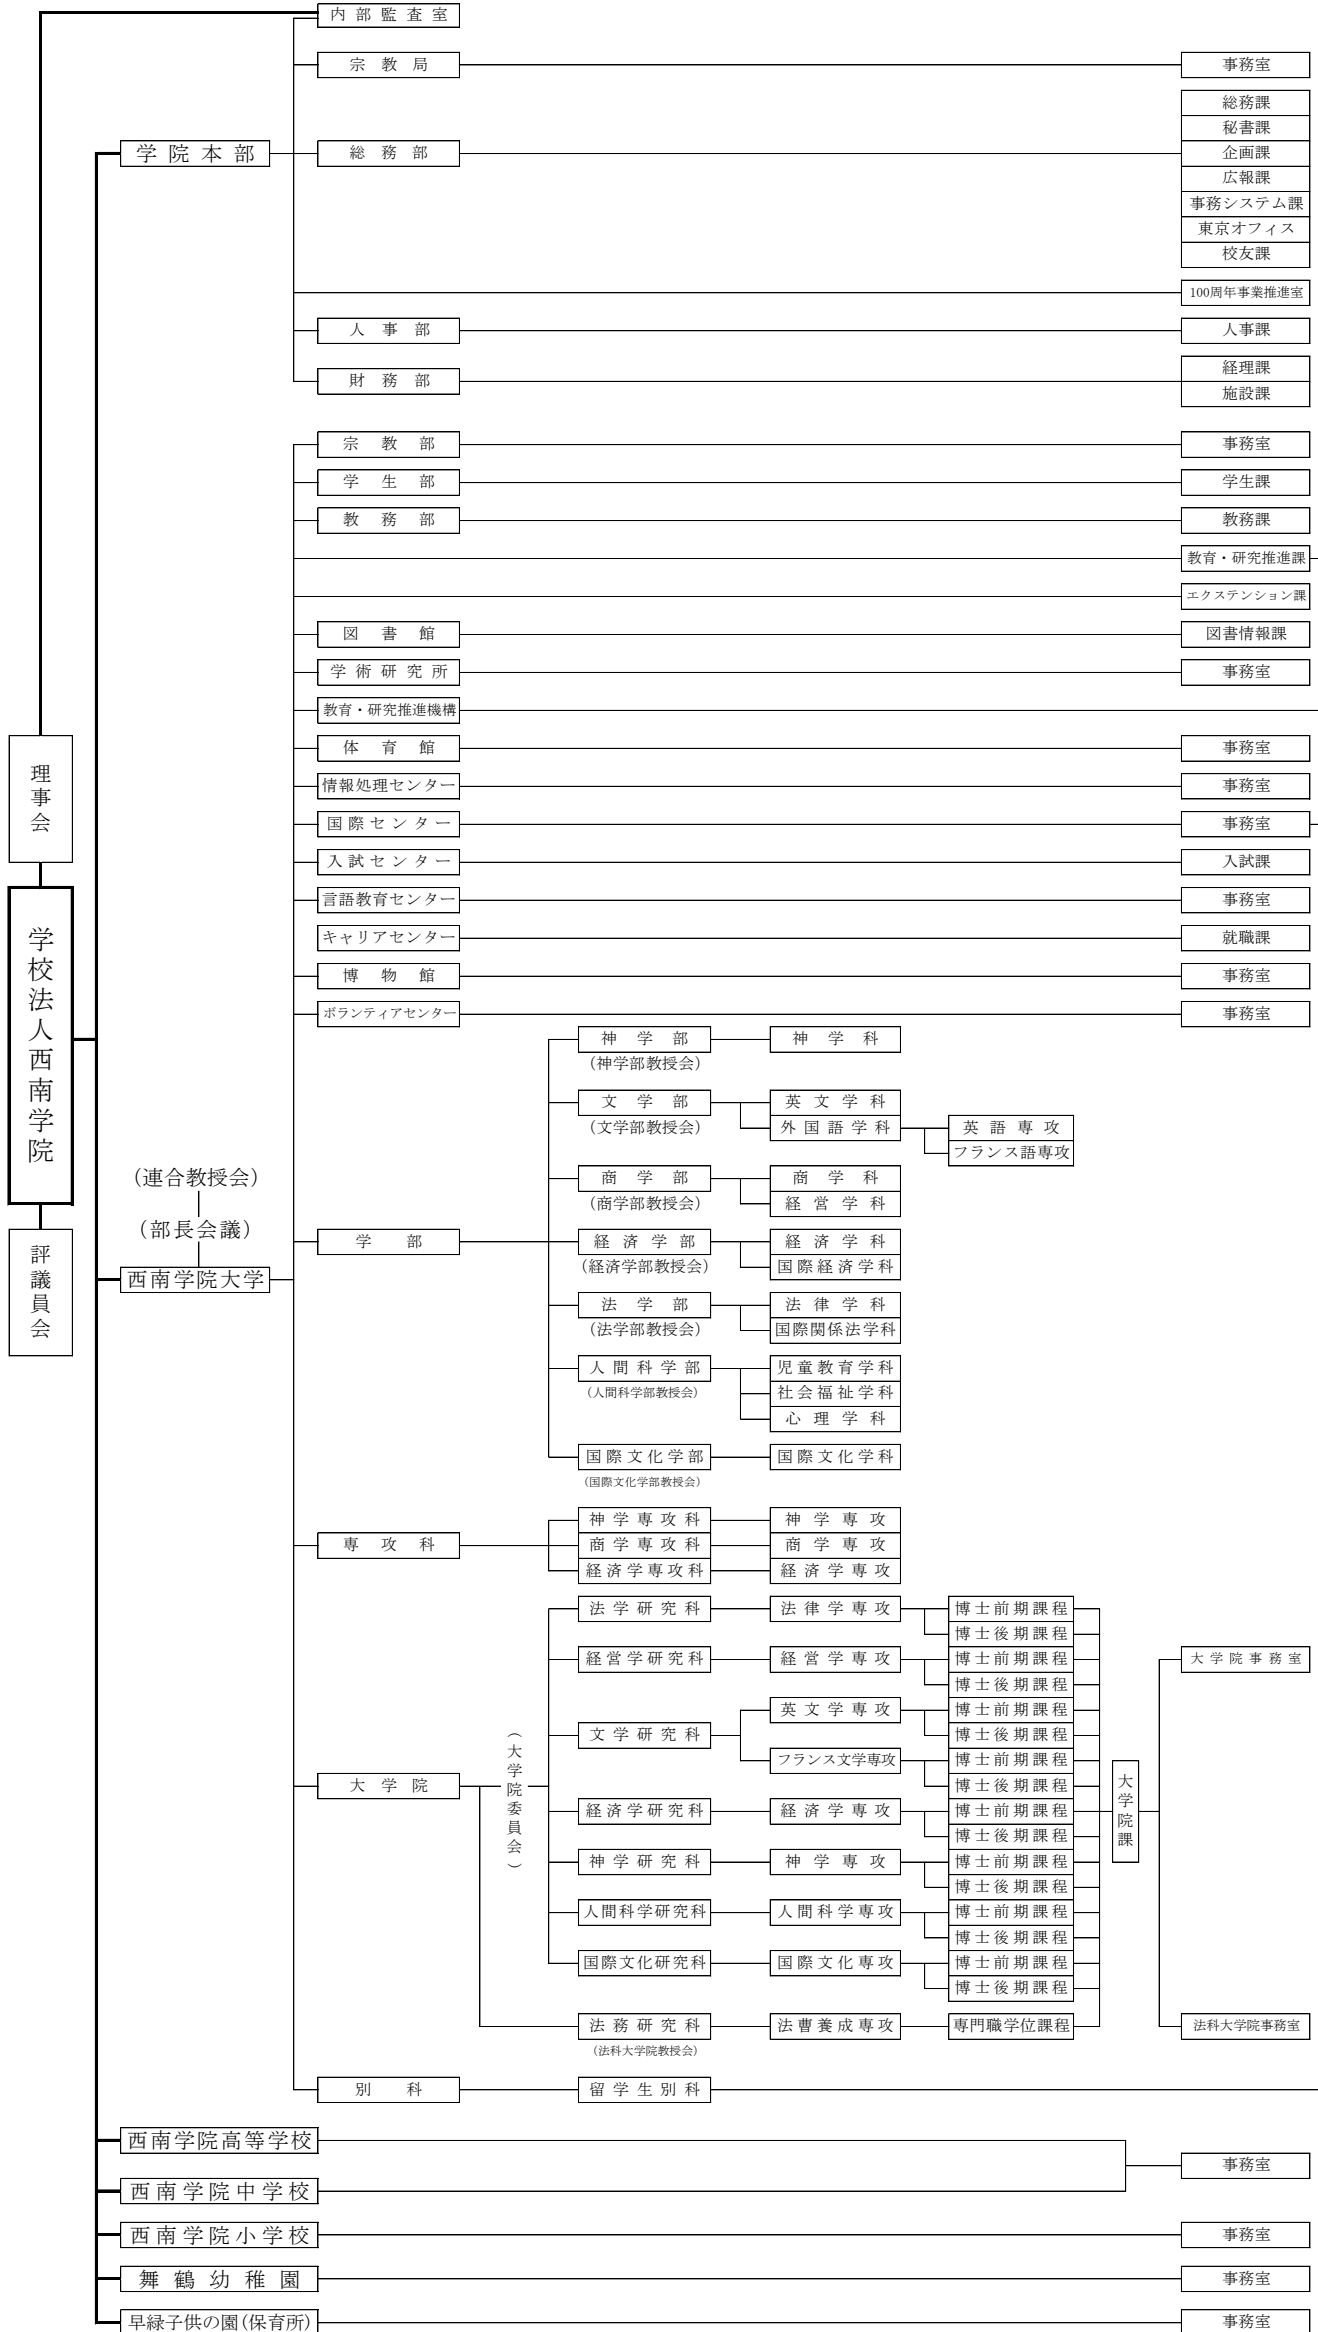 内部監査室
宗教局 事務室
総務課
秘書課
学院本部 総務部 企画課
広報課
事務システム課
東京オフィス
校友課
100周年事業推進室
人事部 人事課
経理課
財務部
施設課
宗教部 事務室
学生部 学生課
教務部 教務課
教育・研究推進課
エクステンション課
図書館 図書情報課
学術研究所 事務室
教育・研究推進機構
体育館 事務室
理事会
情報処理センター 事務室
国際センター 事務室
入試センター 入試課
言語教育センター 事務室
キャリアセンター 就職課
博物館 事務室
ボランティアセンター 事務室
学校法人西南学院
神学部 神学科
(神学部教授会)
文学部 英文学科
(文学部教授会) 外国語学科 英語専攻
フランス語専攻
(連合教授会)
商学部 商学科
(商学部教授会) 経営学科
(部長会議)
学部 経済学部 経済学科
(経済学部教授会) 国際経済学科
西南学院大学
評議員会
法学部 法律学科
(法学部教授会) 国際関係法学科
人間科学部 児童教育学科
(人間科学部教授会) 社会福祉学科
心理学科
国際文化学部 国際文化学科
(国際文化学部教授会)
神学専攻科 神学専攻
専攻科 商学専攻科 商学専攻
経済学専攻科 経済学専攻
法学研究科 法律学専攻 博士前期課程
博士後期課程
経営学研究科 経営学専攻 博士前期課程 大学院事務室
博士後期課程
英文学専攻 博士前期課程
文学研究科 博士後期課程
フランス文学専攻 博士前期課程
大学院 (大学院委員会) 博士後期課程
経済学研究科 経済学専攻 博士前期課程 大学院課
博士後期課程
神学研究科 神学専攻 博士前期課程
博士後期課程
人間科学研究科 人間科学専攻 博士前期課程
博士後期課程
国際文化研究科 国際文化専攻 博士前期課程
博士後期課程
法務研究科 法曹養成専攻 専門職学位課程 法科大学院事務室
(法科大学院教授会)
別科 留学生別科
西南学院高等学校
事務室
西南学院中学校
西南学院小学校 事務室
舞鶴幼稚園 事務室
早緑子供の園(保育所) 事務室